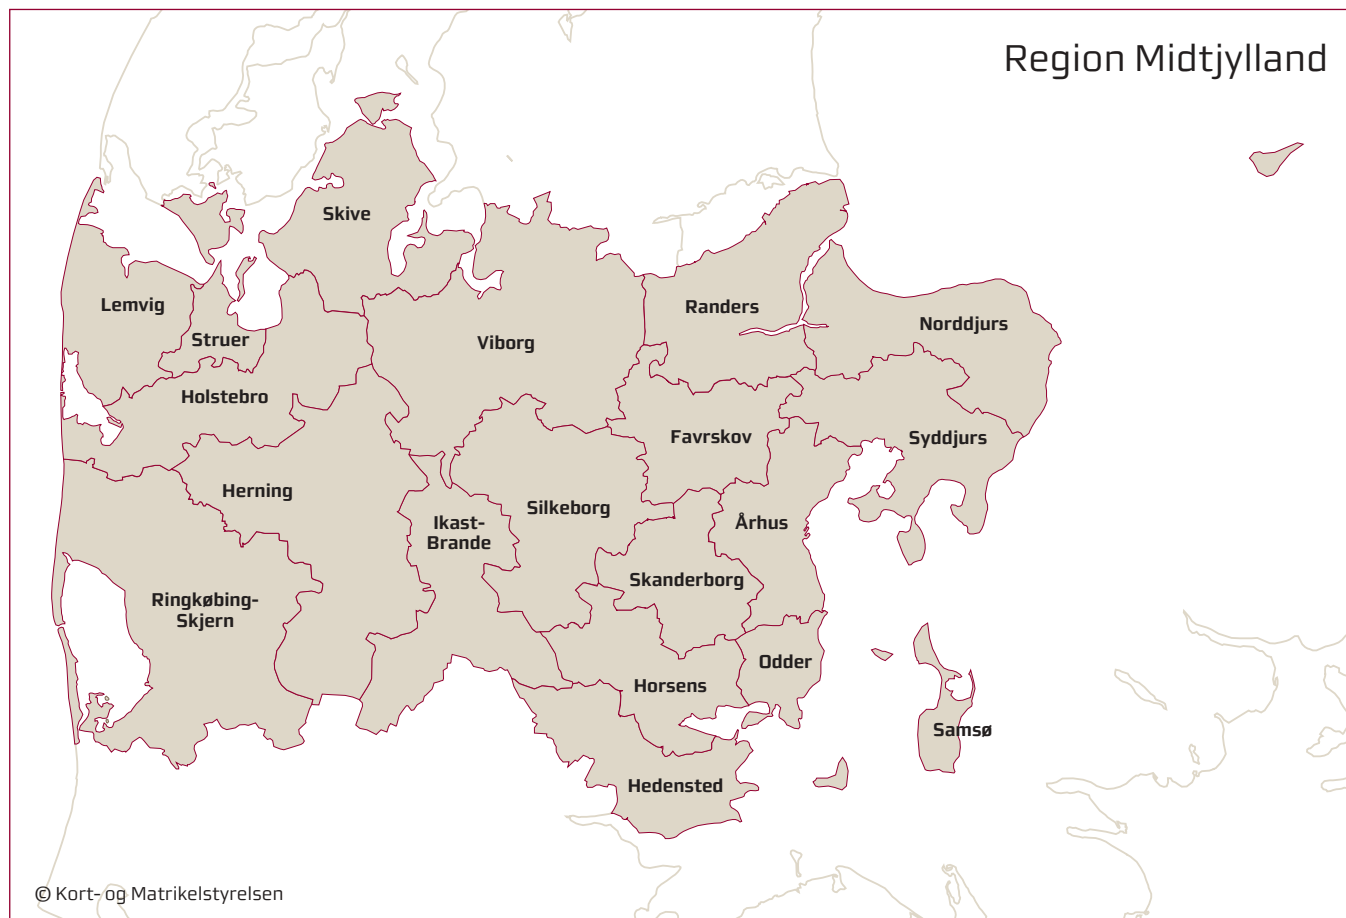 Region Midtjylland
Skive
Lemvig
Struer
Randers
Norddjurs
Viborg
Holstebro
Favrskov
Syddjurs
Herning
Silkeborg
Ikast-
Brande
Århus
Skanderborg
Ringkøbing-
Skjern
Odder
Horsens
Samsø
Hedensted
© Kort- og Matrikelstyrelsen